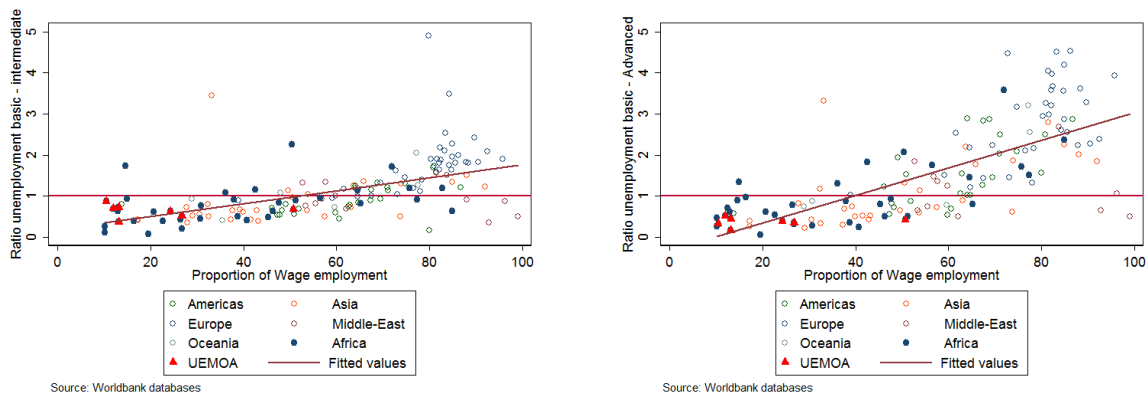 Ratio unemployment basic - intermediate
5
4
3
2
1
0
0 20 40 60 80 100
Proportion of Wage employment
Americas Asia
Europe Middle-East
Oceania Africa
UEMOA Fitted values
Source: Worldbank databases
Ratio unemployment basic - Advanced
5
4
3
2
1
0
0 20 40 60 80 100
Proportion of Wage employment
Americas Asia
Europe Middle-East
Oceania Africa
UEMOA Fitted values
Source: Worldbank databases